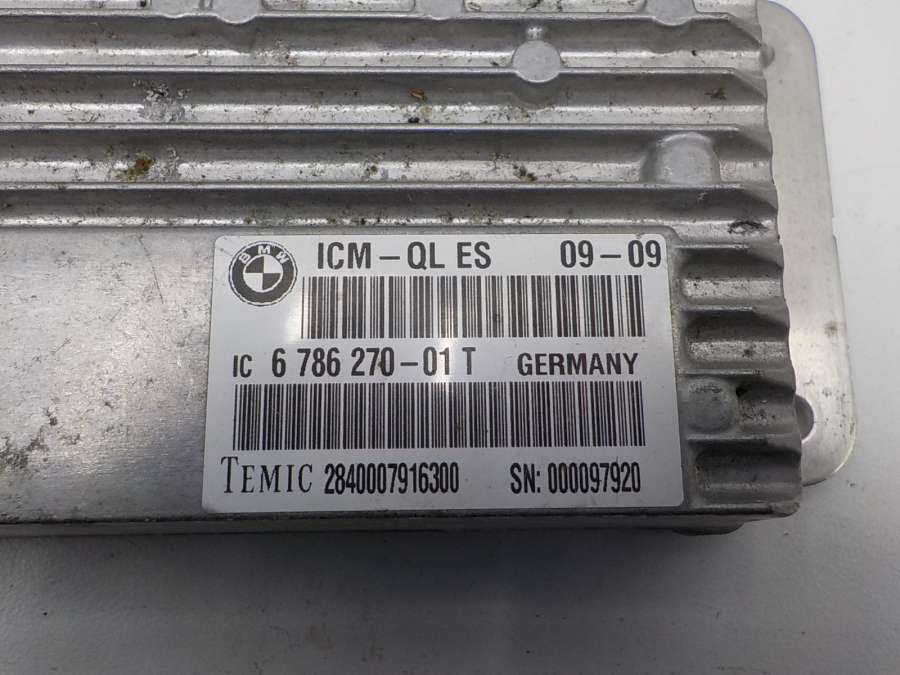 BMW
ICM-QL ES 09-09
IC 6 786 270-01 T GERMANY
TEMIC 2840007916300 SN: 000097920